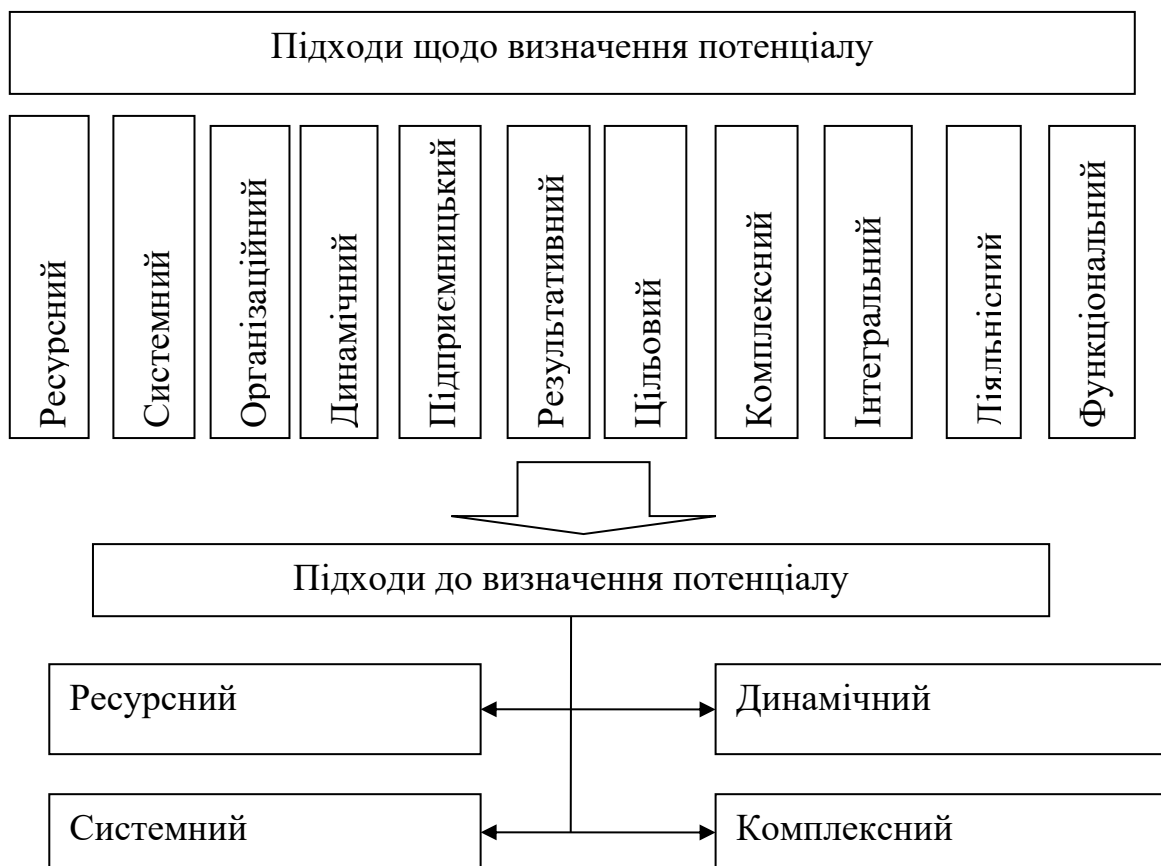 Підходи щодо визначення потенціалу
Ресурсний
Системний
Організаційний
Динамічний
Підприємницький
Результативний
Цільовий
Комплексний
Інтегральний
Ліяльнісний
Функціональний
Підходи до визначення потенціалу
Ресурсний
Динамічний
Системний
Комплексний